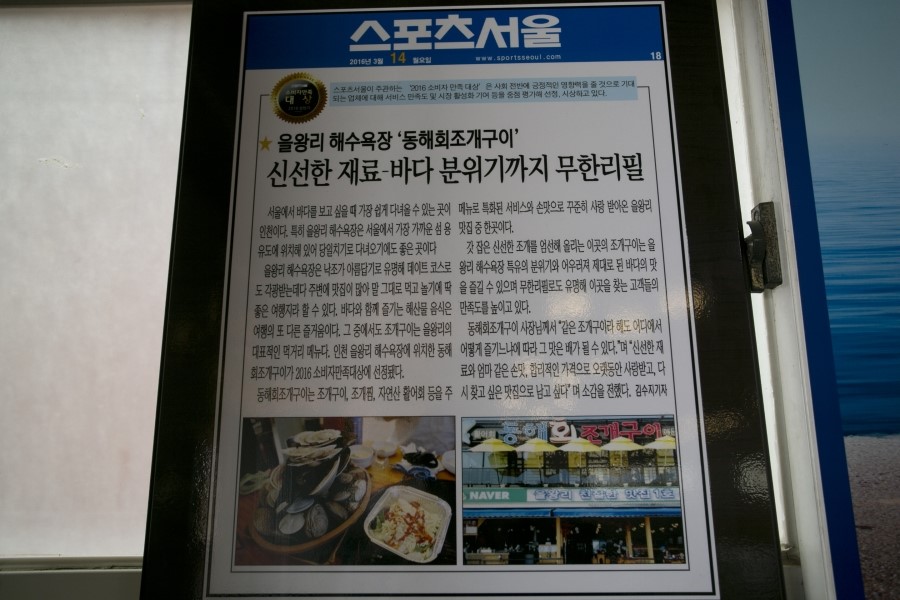 스포츠서울
2016년 3월 14 월요일
www.sportsseoul.com
18
소비자만족
대상
스포츠서울이 주관하는 '2016 소비자 만족 대상' 은 사회 전반에 긍정적인 영향력을 줄 것으로 기대
되는 업체에 대해 서비스 만족도 및 시장 활성화 기여 등을 종합 평가해 선정, 시상하고 있다.
★ 을왕리 해수욕장 '동해회조개구이'
신선한 재료-바다 분위기까지 무한리필
서울에서 바다를 보고 싶을 때 가장 쉽게 다녀올 수 있는 곳이
인천이다. 특히 을왕리 해수욕장은 서울에서 가장 가까운 섬 용
유도에 위치해 있어 당일치기로 다녀오기에도 좋은 곳이다
을왕리 해수욕장은 낙조가 아름답기로 유명해 데이트 코스로
도 각광받는데다 주변에 맛집이 많아 말 그대로 먹고 놀기에 딱
좋은 여행지라 할 수 있다. 바다와 함께 즐기는 해산물 음식은
여행의 또 다른 즐거움이다. 그 중에서도 조개구이는 을왕리의
대표적인 먹거리 메뉴다. 인천 을왕리 해수욕장에 위치한 동해
회조개구이가 2016 소비자만족대상에 선정됐다.
동해회조개구이는 조개구이, 조개찜, 자연산 활어회 등을 주
메뉴로 특화된 서비스와 손맛으로 꾸준히 사랑 받아온 을왕리
맛집 중 한곳이다.
갓 잡은 신선한 조개를 엄선해 올리는 이곳의 조개구이는 을
왕리 해수욕장 특유의 분위기와 어우러져 제대로 된 바다의 맛
을 즐길 수 있으며 무한리필로도 유명해 이곳을 찾는 고객들의
만족도를 높이고 있다.
동해회조개구이 사장님께서 "같은 조개구이라 해도 어디에서
어떻게 즐기느냐에 따라 그 맛은 배가 될 수 있다."며 "신선한 재
료와 엄마 같은 손맛, 합리적인 가격으로 오랫동안 사랑받고, 다
시 찾고 싶은 맛집으로 남고 싶다"며 소감을 전했다. 김수지기자
동해회조개구이
NAVER
을왕리 맛집 1호